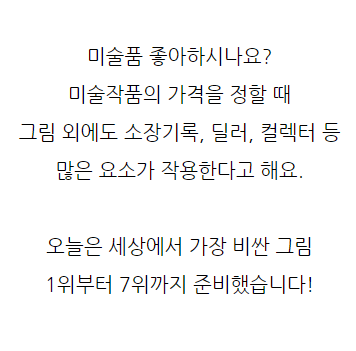 미술품 좋아하시나요?
미술작품의 가격을 정할 때
그림 외에도 소장기록, 딜러, 컬렉터 등
많은 요소가 작용한다고 해요.
오늘은 세상에서 가장 비싼 그림
1위부터 7위까지 준비했습니다!